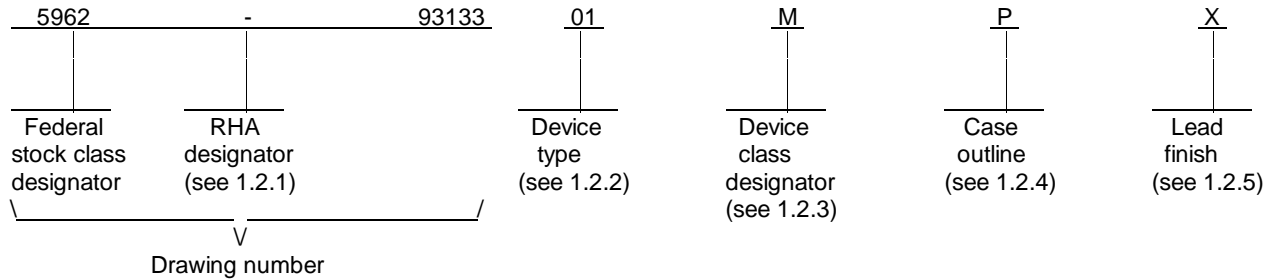 5962 - 93133 01 M P X
Federal stock class designator
RHA designator (see 1.2.1)
Device type (see 1.2.2)
Device class designator (see 1.2.3)
Case outline (see 1.2.4)
Lead finish (see 1.2.5)
\ / \/
Drawing number